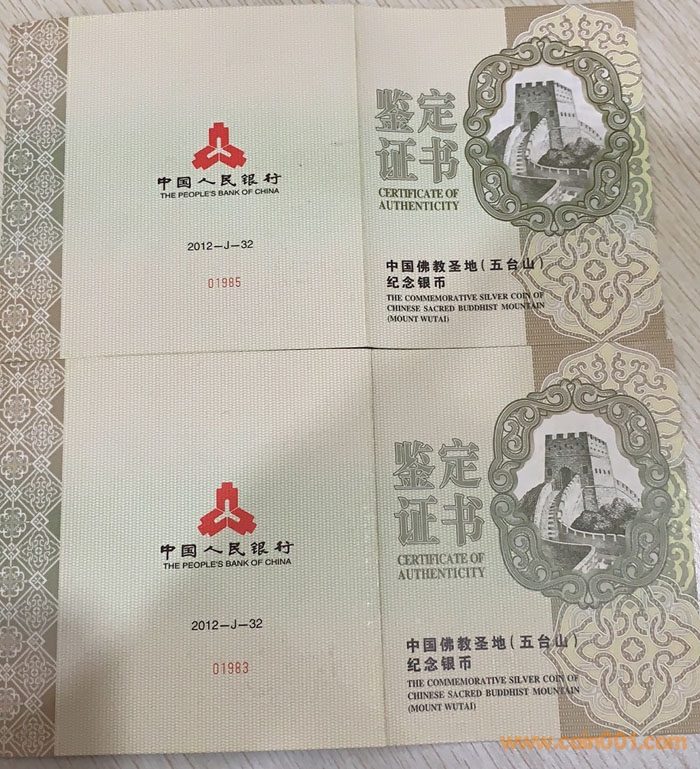 中国人民银行
THE PEOPLE'S BANK OF CHINA
2012-J-32
01985
鉴定
证书
CERTIFICATE OF
AUTHENTICITY
中国佛教圣地(五台山)
纪念银币
THE COMMEMORATIVE SILVER COIN OF
CHINESE SACRED BUDDHIST MOUNTAIN
(MOUNT WUTAI)
中国人民银行
THE PEOPLE'S BANK OF CHINA
2012-J-32
01983
鉴定
证书
CERTIFICATE OF
AUTHENTICITY
中国佛教圣地(五台山)
纪念银币
THE COMMEMORATIVE SILVER COIN OF
CHINESE SACRED BUDDHIST MOUNTAIN
(MOUNT WUTAI)
www.coin001.com